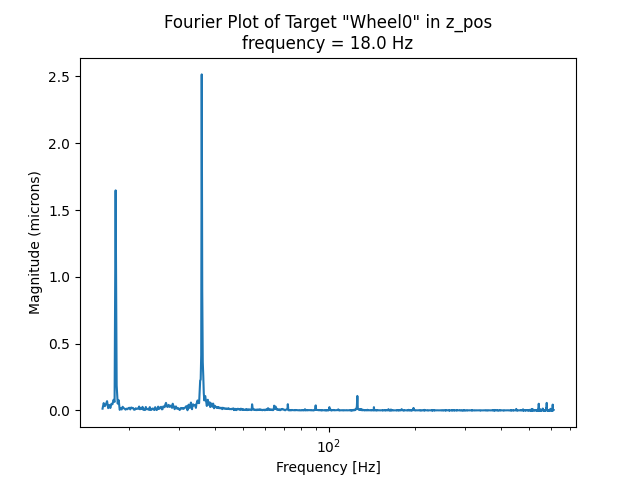 Fourier Plot of Target "Wheel0" in z_pos
frequency = 18.0 Hz
2.5
2.0
1.5
1.0
0.5
0.0
Magnitude (microns)
10²
Frequency [Hz]